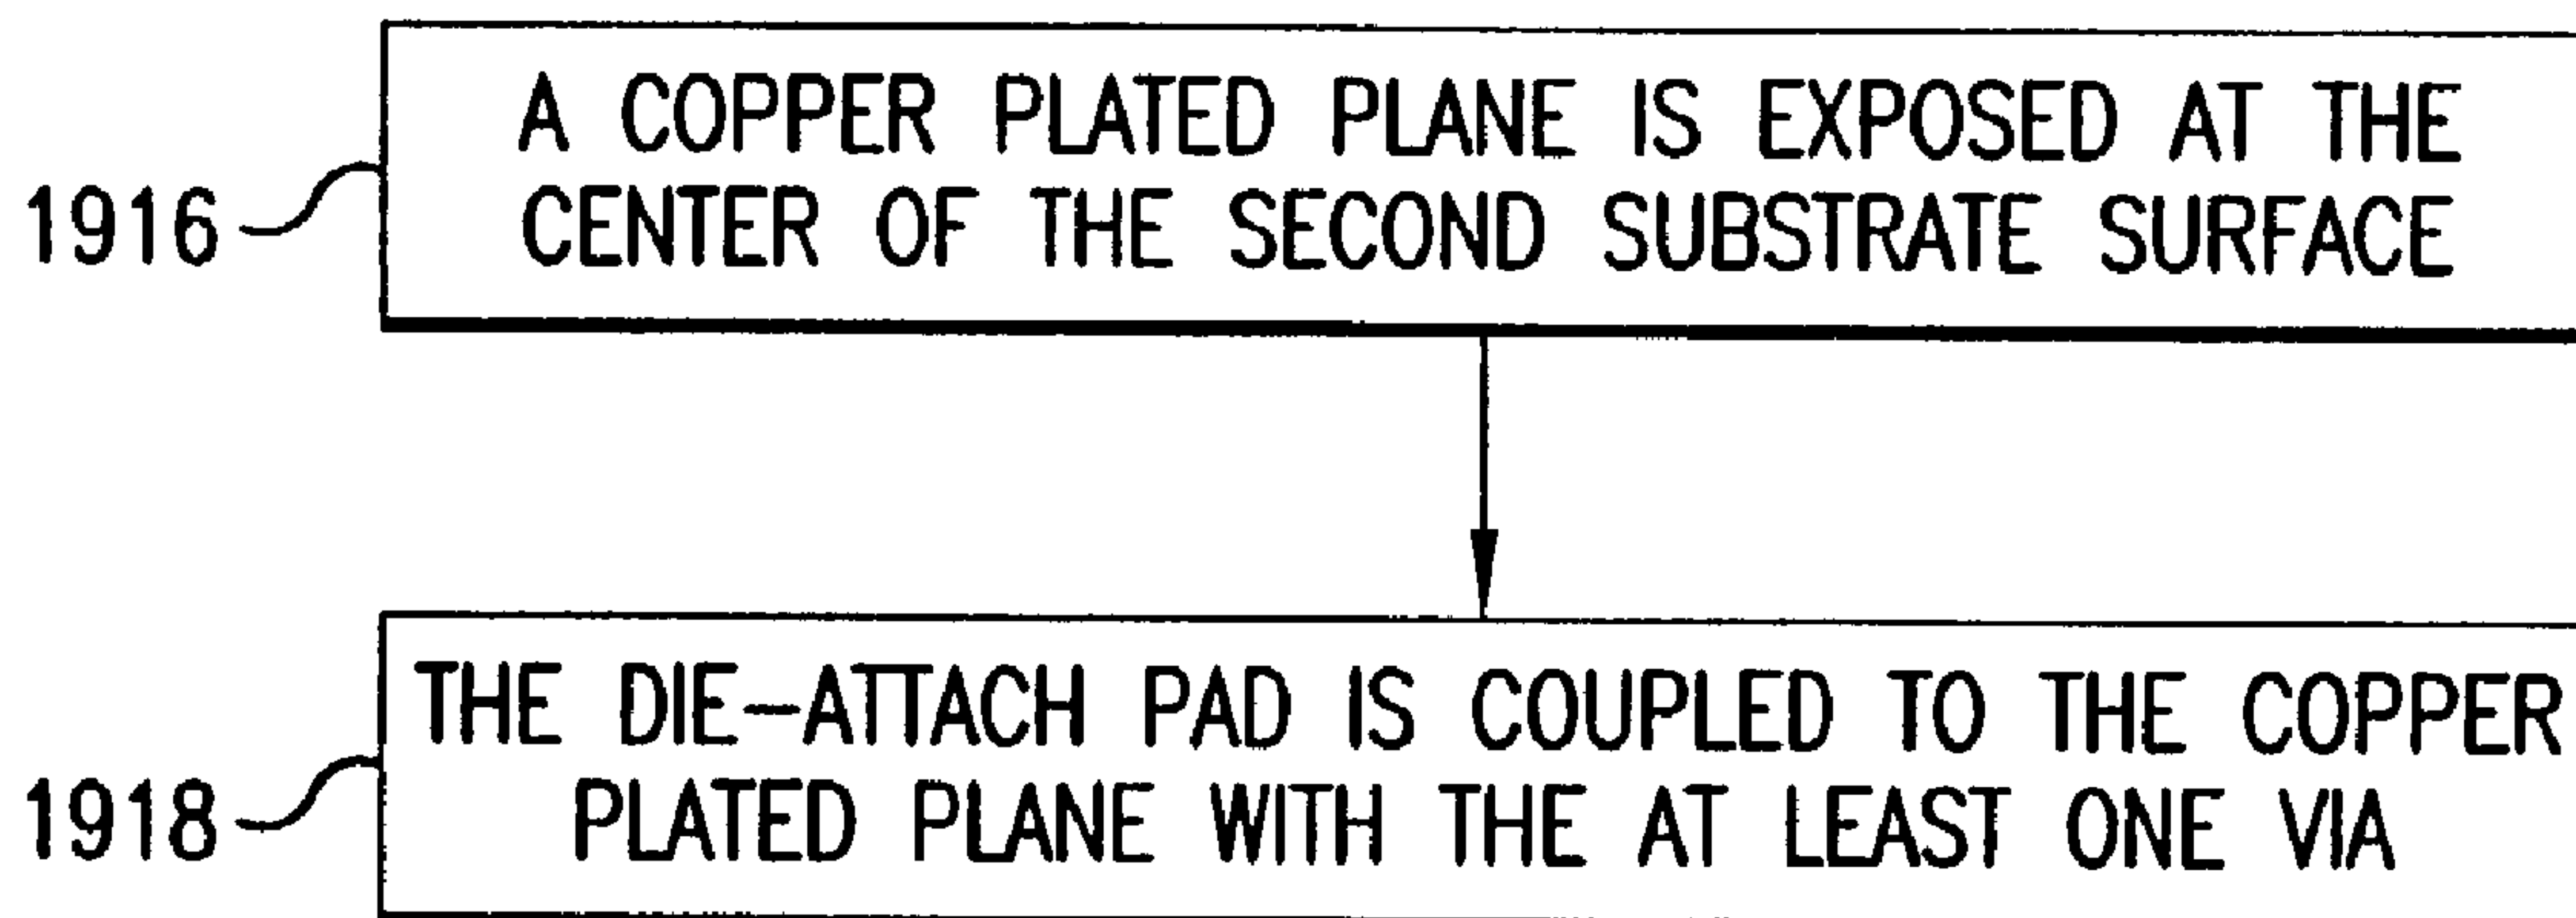 1916
A COPPER PLATED PLANE IS EXPOSED AT THE
CENTER OF THE SECOND SUBSTRATE SURFACE
1918
THE DIE-ATTACH PAD IS COUPLED TO THE COPPER
PLATED PLANE WITH THE AT LEAST ONE VIA